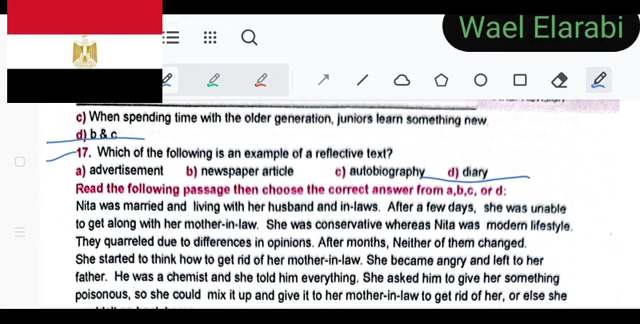 Wael Elarabi
c) When spending time with the older generation, juniors learn something new.
d) b & c
17. Which of the following is an example of a reflective text?
a) advertisement b) newspaper article c) autobiography d) diary
Read the following passage then choose the correct answer from a,b,c, or d:
Nita was married and living with her husband and in-laws. After a few days, she was unable
to get along with her mother-in-law. She was conservative whereas Nita was modern lifestyle.
They quarreled due to differences in opinions. After months, Neither of them changed.
She started to think how to get rid of her mother-in-law. She became angry and left to her
father. He was a chemist and she told him everything. She asked him to give her something
poisonous, so she could mix it up and give it to her mother-in-law to get rid of her, or else she